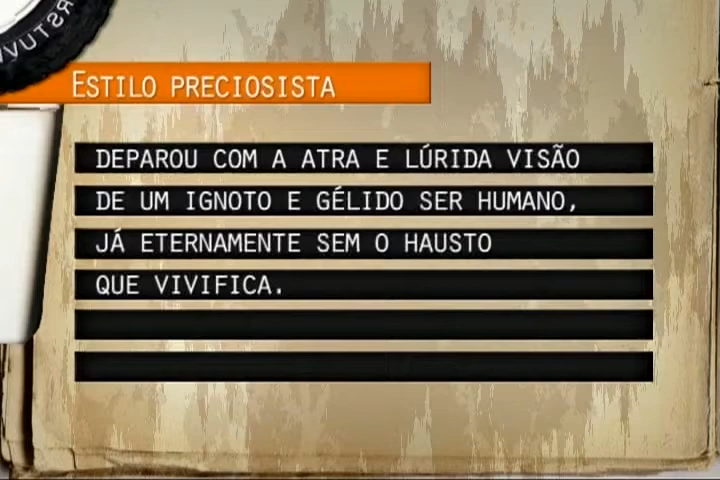 RSTUVV
ESTILO PRECIOSISTA
DEPAROU COM A ATRA E LÚRIDA VISÃO
DE UM IGNOTO E GÉLIDO SER HUMANO,
JÁ ETERNAMENTE SEM O HAUSTO
QUE VIVIFICA.